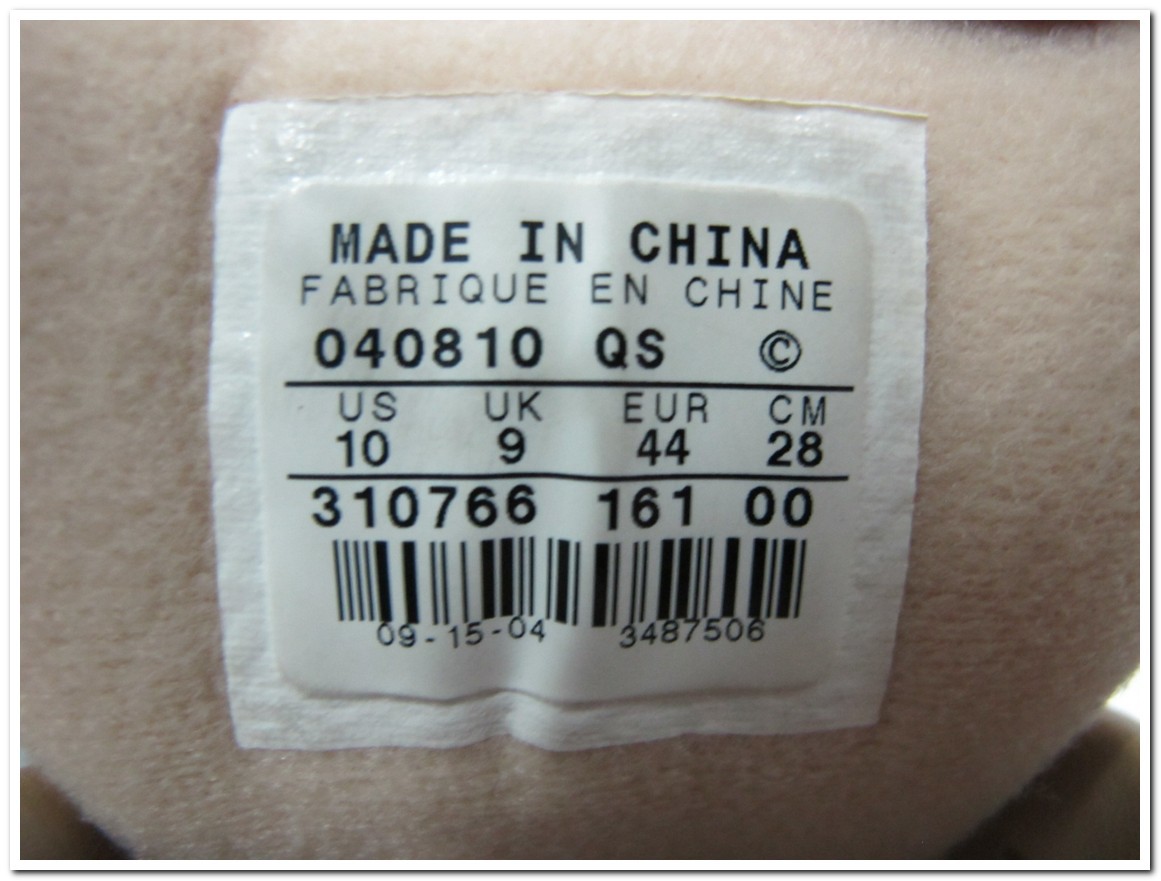 MADE IN CHINA
FABRIQUE EN CHINE
040810 QS ©
US UK EUR CM
10 9 44 28
310766 161 00
09-15-04 3487506